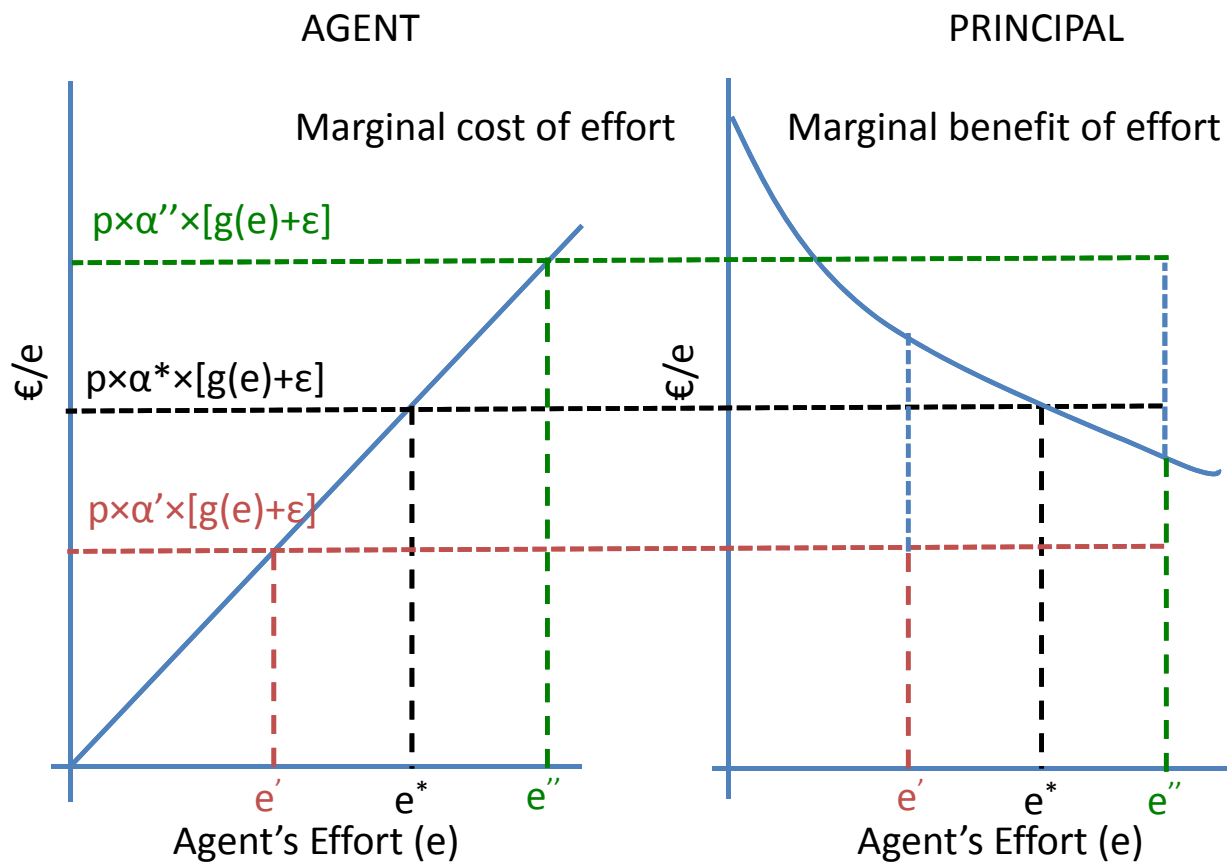 AGENT
PRINCIPAL
Marginal cost of effort
Marginal benefit of effort
p×α''×[g(e)+ε]
€/e
p×α*×[g(e)+ε]
€/e
p×α'×[g(e)+ε]
e'
e*
e''
e'
e*
e''
Agent's Effort (e)
Agent's Effort (e)